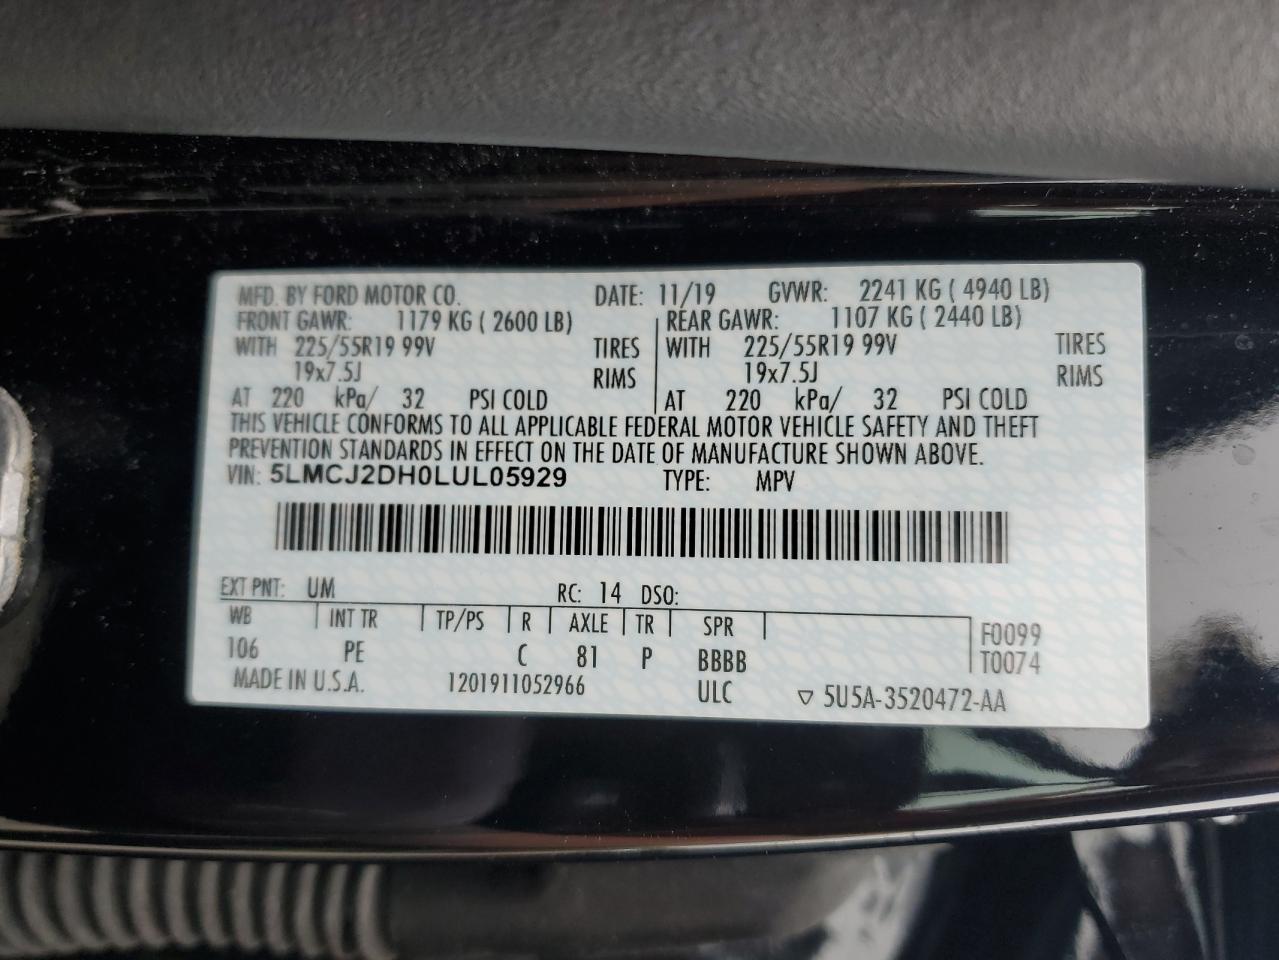 MFD. BY FORD MOTOR CO. DATE: 11/19 GVWR: 2241 KG ( 4940 LB)
FRONT GAWR: 1179 KG ( 2600 LB) REAR GAWR: 1107 KG ( 2440 LB)
WITH 225/55R19 99V TIRES WITH 225/55R19 99V TIRES
19x7.5J RIMS 19x7.5J RIMS
AT 220 kPa/ 32 PSI COLD AT 220 kPa/ 32 PSI COLD
THIS VEHICLE CONFORMS TO ALL APPLICABLE FEDERAL MOTOR VEHICLE SAFETY AND THEFT
PREVENTION STANDARDS IN EFFECT ON THE DATE OF MANUFACTURE SHOWN ABOVE.
VIN: 5LMCJ2DH0LUL05929 TYPE: MPV
EXT PNT: UM RC: 14 DSO:
WB INT TR TP/PS R AXLE TR SPR F0099
106 PE C 81 P BBBB T0074
MADE IN U.S.A. 1201911052966 ULC ▽ 5U5A-3520472-AA